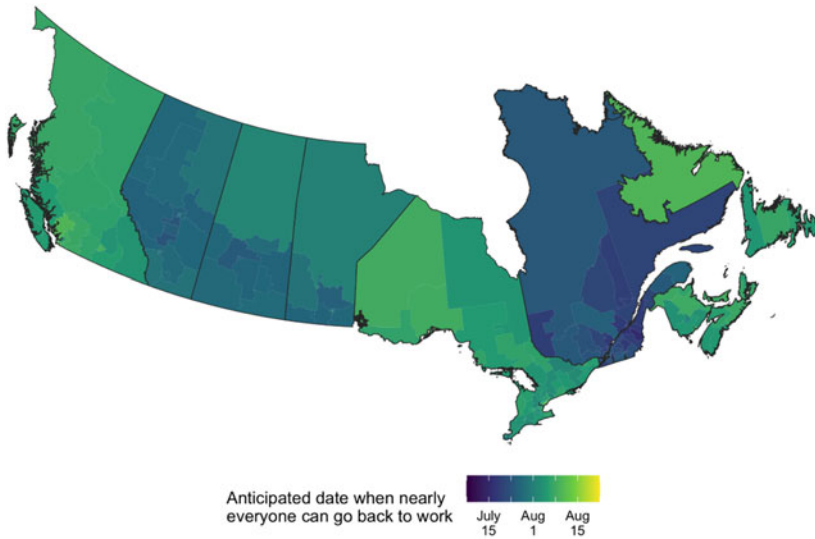 Anticipated date when nearly
everyone can go back to work
July Aug Aug
15 1 15